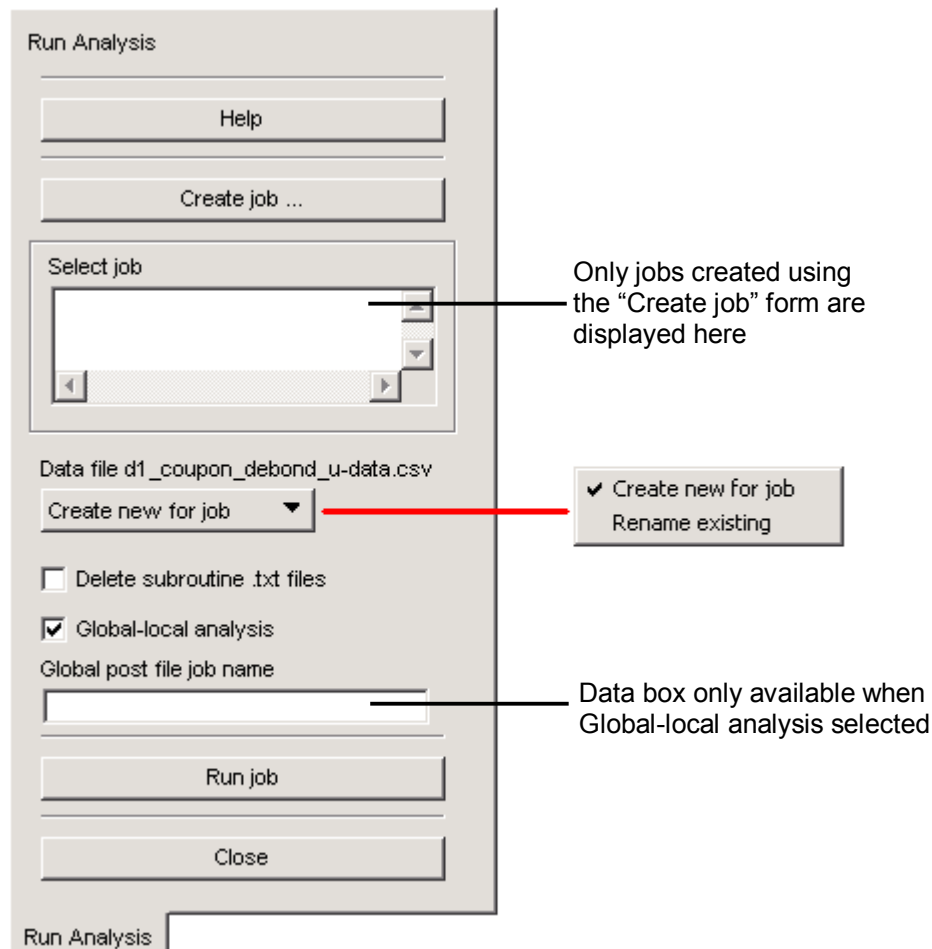 Run Analysis
Help
Create job ...
Select job
Only jobs created using
the “Create job” form are
displayed here
Data file d1_coupon_debond_u-data.csv
Create new for job
Create new for job
Rename existing
Delete subroutine .txt files
Global-local analysis
Global post file job name
Data box only available when
Global-local analysis selected
Run job
Close
Run Analysis